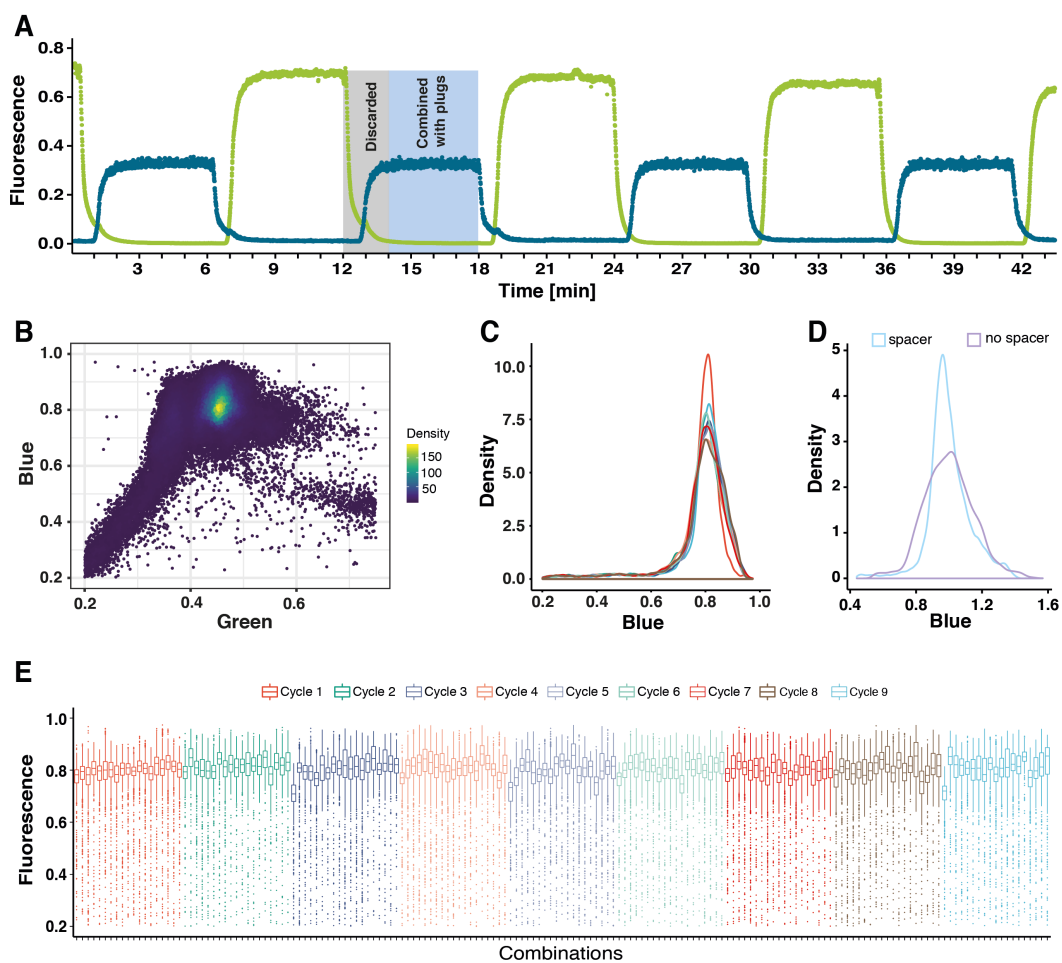 A
Fluorescence
0.8
0.6
0.4
0.2
0.0
Discarded
Combined
with plugs
3 6 9 12 15 18 21 24 27 30 33 36 39 42
Time [min]
B
Blue
1.0
0.8
0.6
0.4
0.2
0.2 0.4 0.6
Green
Density
150
100
50
C
Density
10.0
7.5
5.0
2.5
0.0
0.2 0.4 0.6 0.8 1.0
Blue
D
spacer no spacer
Density
5
4
3
2
1
0
0.4 0.8 1.2 1.6
Blue
E
Cycle 1 Cycle 2 Cycle 3 Cycle 4 Cycle 5 Cycle 6 Cycle 7 Cycle 8 Cycle 9
Fluorescence
1.0
0.8
0.6
0.4
0.2
Combinations